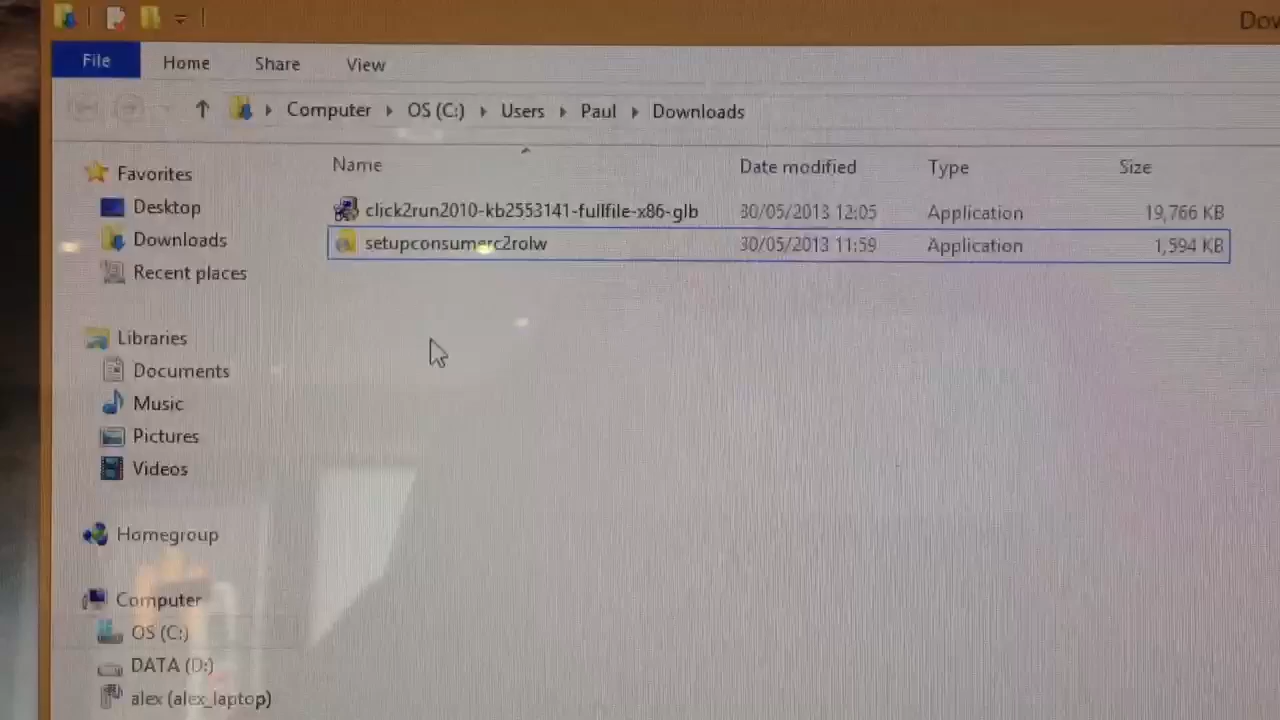 Dow
File Home Share View
Computer OS (C:) Users Paul Downloads
Name Date modified Type Size
click2run2010-kb2553141-fullfile-x86-glb 30/05/2013 12:05 Application 19,766 KB
setupconsumerc2rolw 30/05/2013 11:59 Application 1,594 KB
Favorites
Desktop
Downloads
Recent places
Libraries
Documents
Music
Pictures
Videos
Homegroup
Computer
OS (C:)
DATA (D:)
alex (alex_laptop)